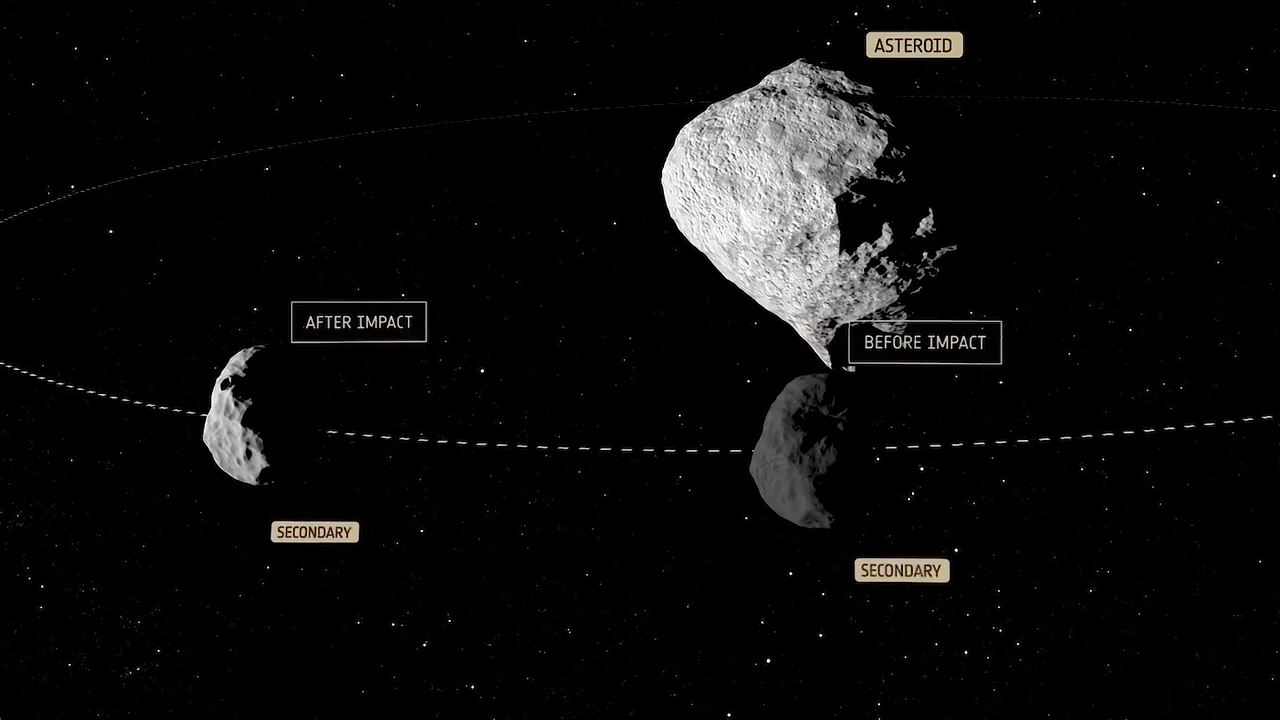 ASTEROID
AFTER IMPACT
BEFORE IMPACT
SECONDARY
SECONDARY